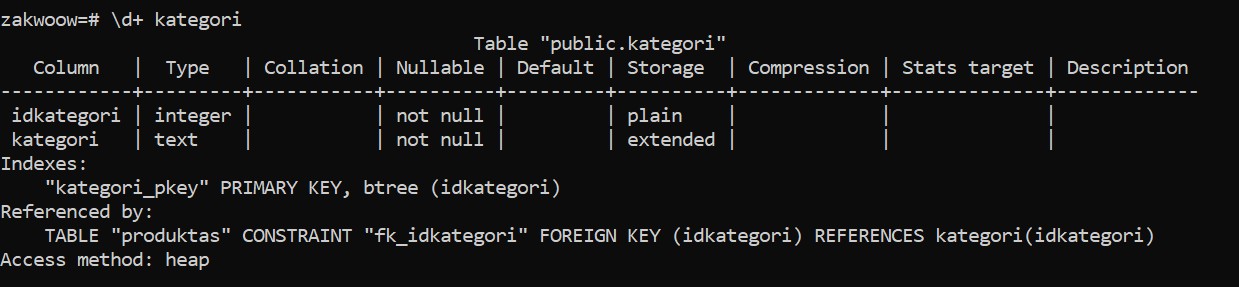 zakwoow=# \d+ kategori
                                          Table "public.kategori"
   Column   |  Type   | Collation | Nullable | Default | Storage  | Compression | Stats target | Description
------------+---------+-----------+----------+---------+----------+-------------+--------------+-------------
 idkategori | integer |           | not null |         | plain    |             |              |
 kategori   | text    |           | not null |         | extended |             |              |
Indexes:
    "kategori_pkey" PRIMARY KEY, btree (idkategori)
Referenced by:
    TABLE "produktas" CONSTRAINT "fk_idkategori" FOREIGN KEY (idkategori) REFERENCES kategori(idkategori)
Access method: heap